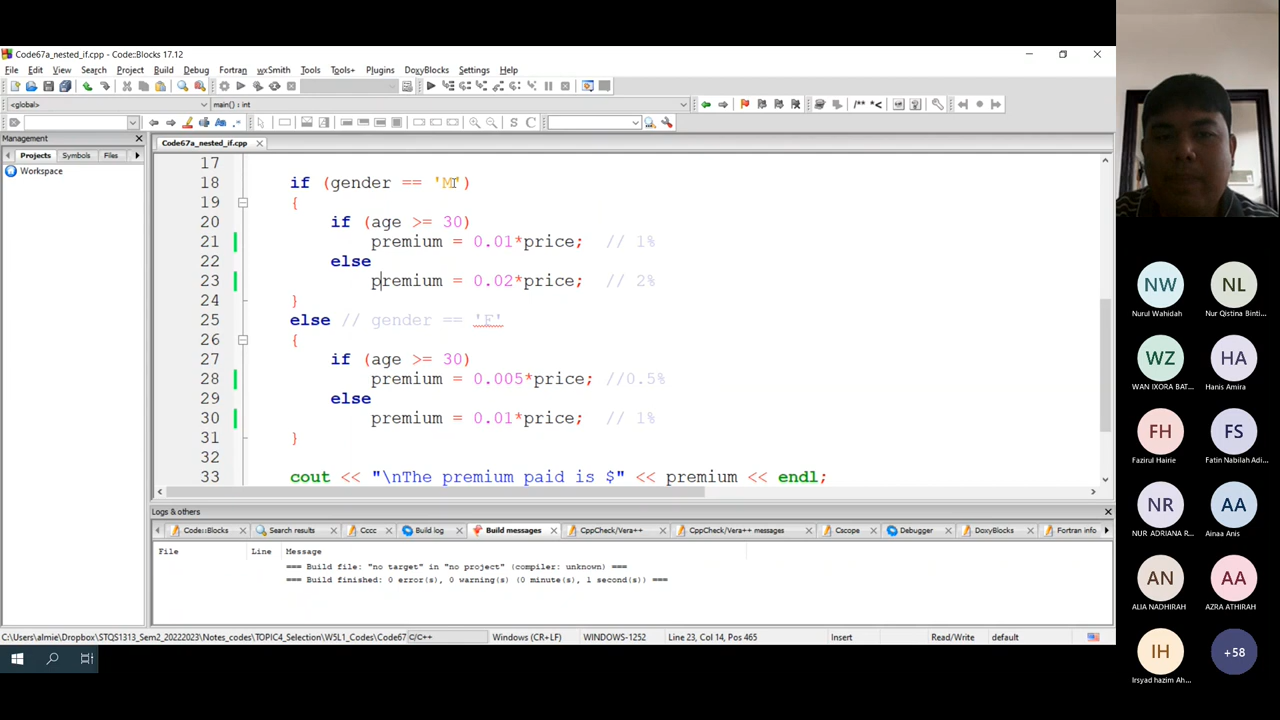 Code67a_nested_if.cpp - Code::Blocks 17.12
File Edit View Search Project Build Debug Fortran wxSmith Tools Tools+ Plugins DoxyBlocks Settings Help
<global> main() : int
Management
Projects Symbols Files
Workspace
Code67a_nested_if.cpp
17
18 if (gender == 'M')
19 {
20 if (age >= 30)
21 premium = 0.01*price; // 1%
22 else
23 premium = 0.02*price; // 2%
24 }
25 else // gender == 'F'
26 {
27 if (age >= 30)
28 premium = 0.005*price; //0.5%
29 else
30 premium = 0.01*price; // 1%
31 }
32
33 cout << "\nThe premium paid is $" << premium << endl;
Logs & others
Code::Blocks Search results Cccc Build log Build messages CppCheck/Vera++ CppCheck/Vera++ messages Cscope Debugger DoxyBlocks Fortran info
File Line Message
=== Build file: "no target" in "no project" (compiler: unknown) ===
=== Build finished: 0 error(s), 0 warning(s) (0 minute(s), 1 second(s)) ===
C:\Users\almie\Dropbox\STQS1313_Sem2_20222023\Notes_codes\TOPIC4_Selection\W5L1_Codes\Code67 C/C++ Windows (CR+LF) WINDOWS-1252 Line 23, Col 14, Pos 465 Insert Read/Write default
NW NL
Nurul Wahidah Nur Qistina Binti...
WZ HA
WAN IXORA BAT... Hanis Amira
FH FS
Fazirul Hairie Fatin Nabilah Adi...
NR AA
NUR ADRIANA R... Ainaa Anis
AN AA
ALIA NADHIRAH AZRA ATHIRAH
IH +58
Irsyad hazim Ah...